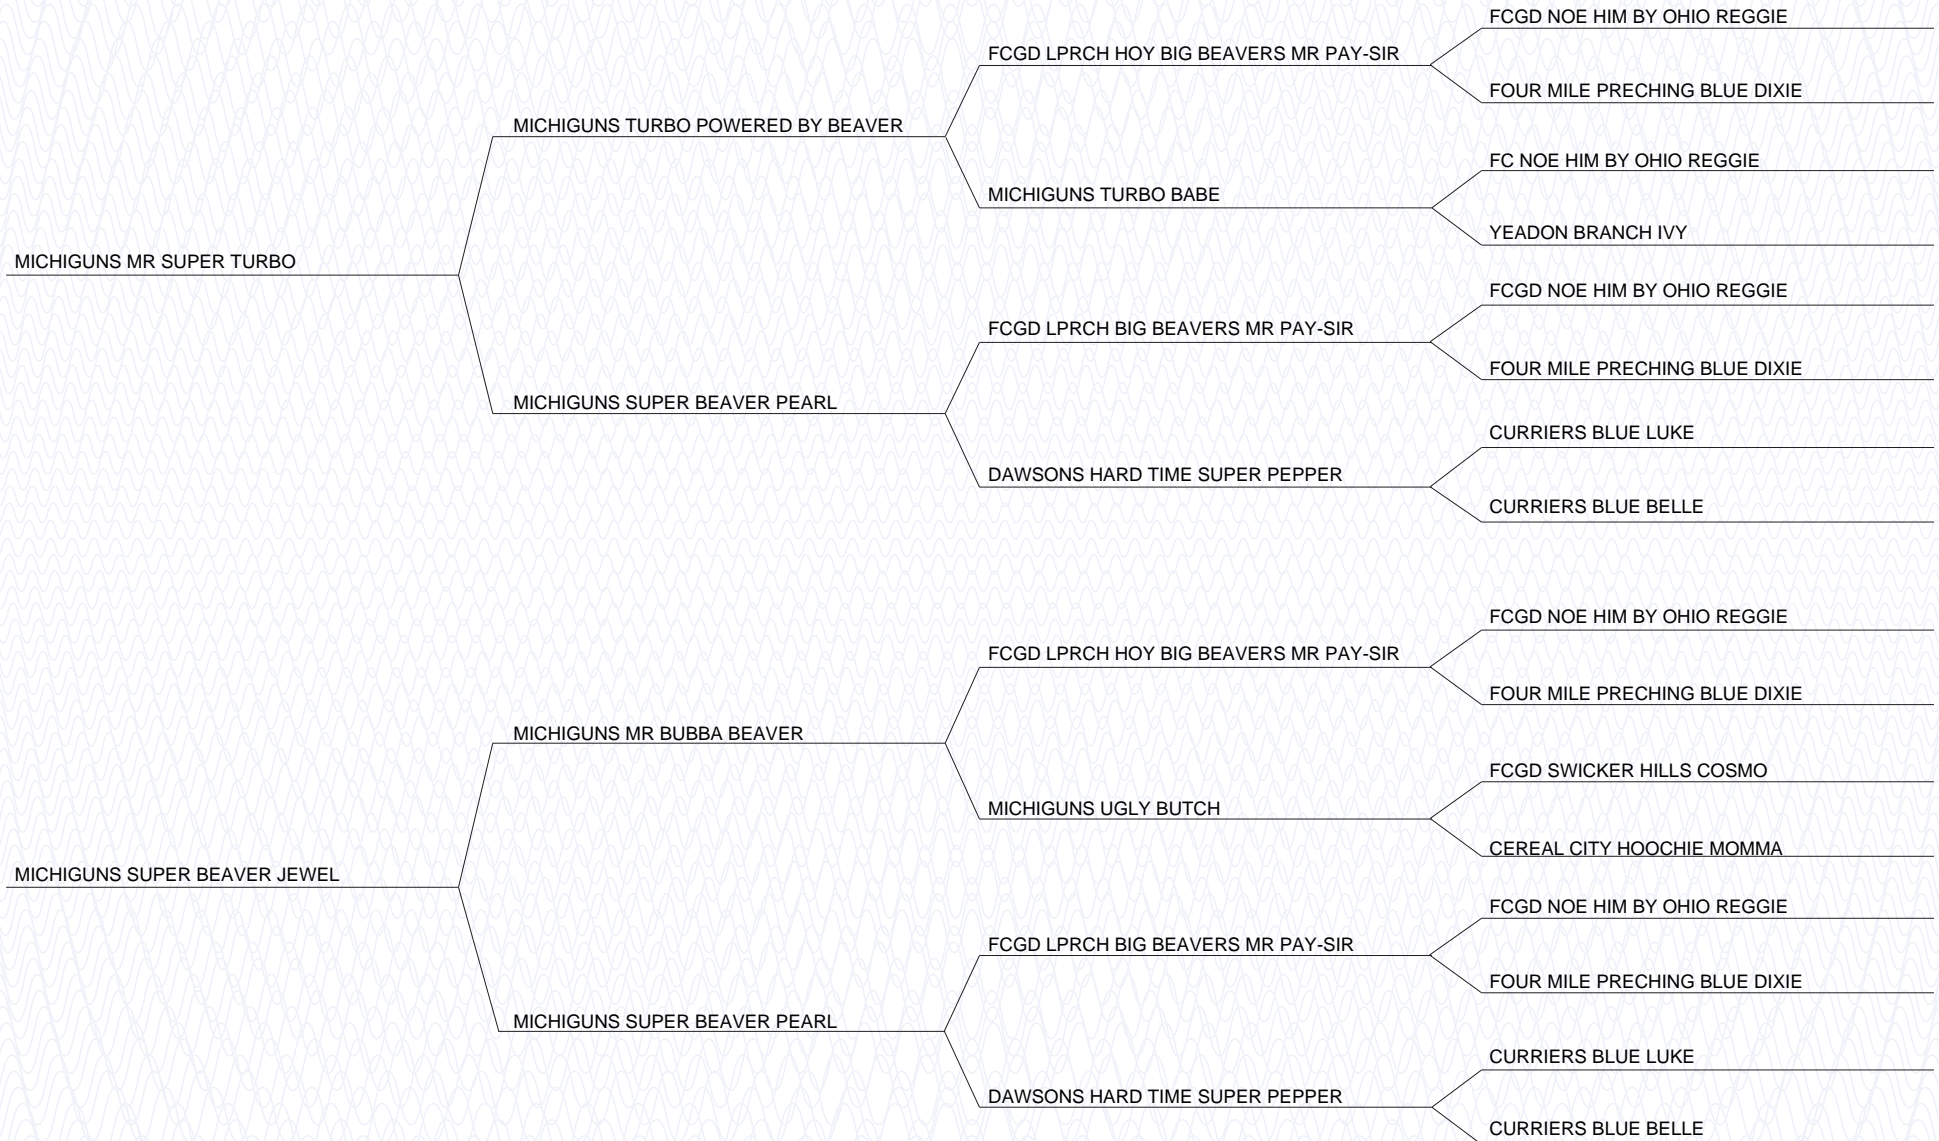 FCGD NOE HIM BY OHIO REGGIE
FCGD LPRCH HOY BIG BEAVERS MR PAY-SIR
FOUR MILE PRECHING BLUE DIXIE
MICHIGUNS TURBO POWERED BY BEAVER
FC NOE HIM BY OHIO REGGIE
MICHIGUNS TURBO BABE
YEADON BRANCH IVY
MICHIGUNS MR SUPER TURBO
FCGD NOE HIM BY OHIO REGGIE
FCGD LPRCH BIG BEAVERS MR PAY-SIR
FOUR MILE PRECHING BLUE DIXIE
MICHIGUNS SUPER BEAVER PEARL
CURRIERS BLUE LUKE
DAWSONS HARD TIME SUPER PEPPER
CURRIERS BLUE BELLE
FCGD NOE HIM BY OHIO REGGIE
FCGD LPRCH HOY BIG BEAVERS MR PAY-SIR
FOUR MILE PRECHING BLUE DIXIE
MICHIGUNS MR BUBBA BEAVER
FCGD SWICKER HILLS COSMO
MICHIGUNS UGLY BUTCH
CEREAL CITY HOOCHIE MOMMA
MICHIGUNS SUPER BEAVER JEWEL
FCGD NOE HIM BY OHIO REGGIE
FCGD LPRCH BIG BEAVERS MR PAY-SIR
FOUR MILE PRECHING BLUE DIXIE
MICHIGUNS SUPER BEAVER PEARL
CURRIERS BLUE LUKE
DAWSONS HARD TIME SUPER PEPPER
CURRIERS BLUE BELLE